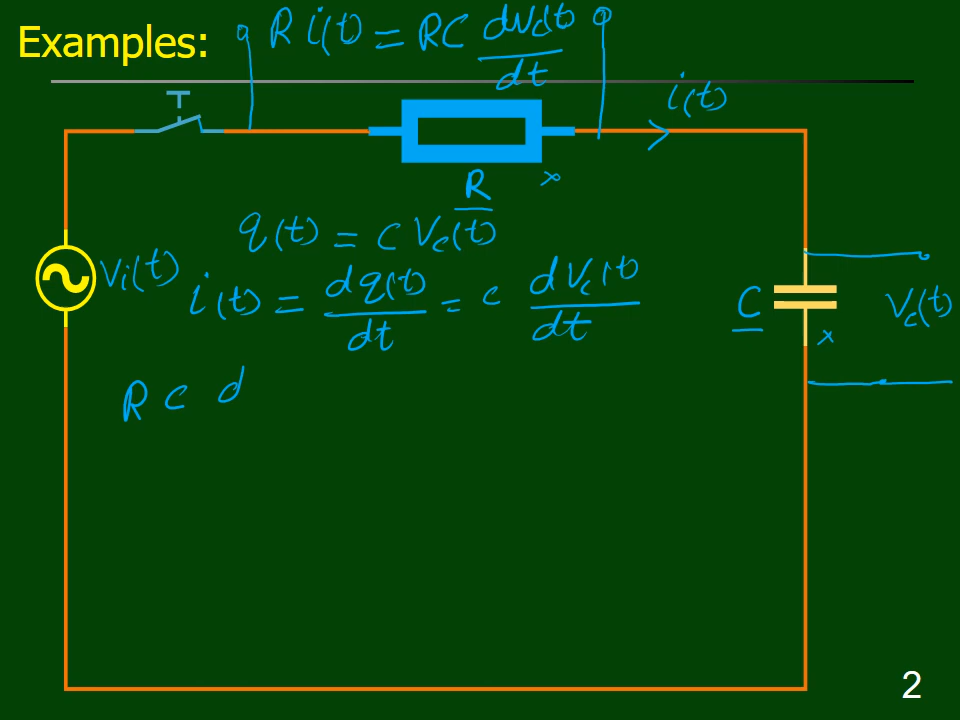 Examples:
R i(t) = RC dVc(t)/dt
i(t)
R
x
q(t) = C Vc(t)
Vi(t)
i(t) = dq(t)/dt = C dVc(t)/dt
C
x
Vc(t)
R C d
2